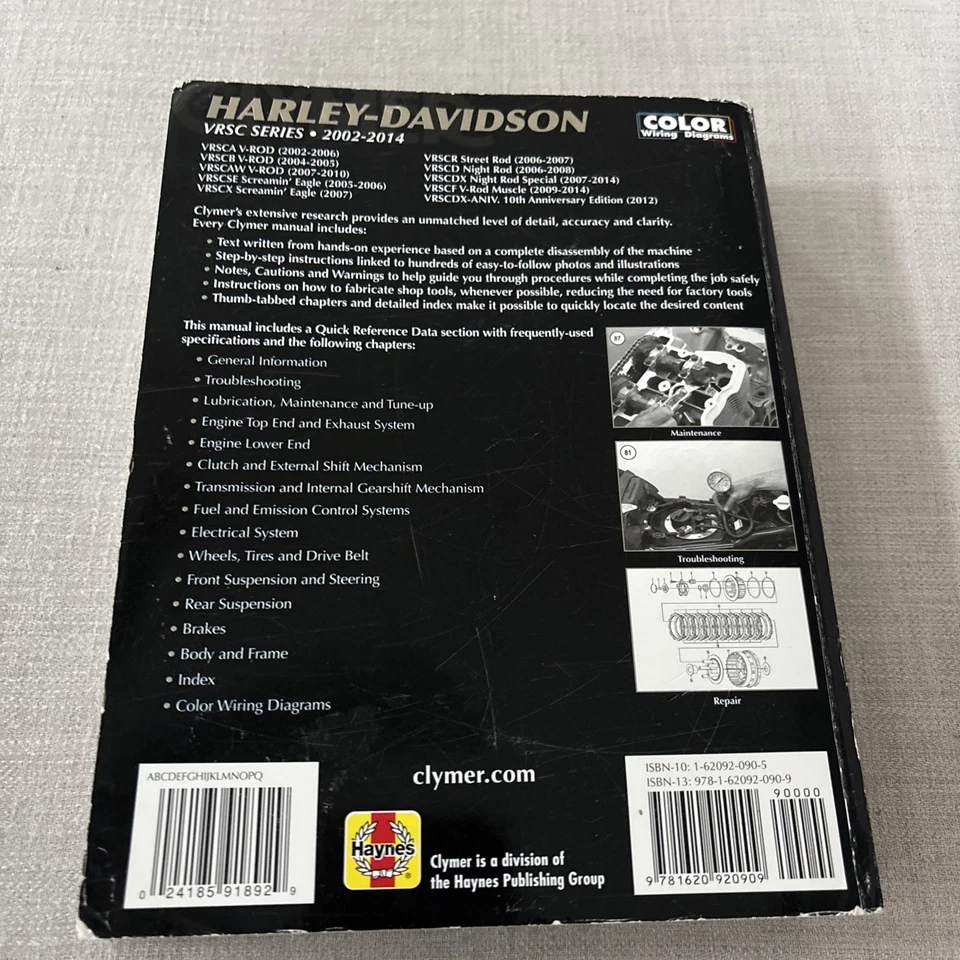 HARLEY-DAVIDSON
VRSC SERIES • 2002-2014
COLOR
Wiring Diagrams
VRSCA V-ROD (2002-2006)
VRSCB V-ROD (2004-2005)
VRSCAW V-ROD (2007-2010)
VRSCSE Screamin' Eagle (2005-2006)
VRSCX Screamin' Eagle (2007)
VRSCR Street Rod (2006-2007)
VRSCD Night Rod (2006-2008)
VRSCDX Night Rod Special (2007-2014)
VRSCF V-Rod Muscle (2009-2014)
VRSCDX-ANIV. 10th Anniversary Edition (2012)
Clymer's extensive research provides an unmatched level of detail, accuracy and clarity.
Every Clymer manual includes:
• Text written from hands-on experience based on a complete disassembly of the machine
• Step-by-step instructions linked to hundreds of easy-to-follow photos and illustrations
• Notes, Cautions and Warnings to help guide you through procedures while completing the job safely
• Instructions on how to fabricate shop tools, whenever possible, reducing the need for factory tools
• Thumb-tabbed chapters and detailed index make it possible to quickly locate the desired content
This manual includes a Quick Reference Data section with frequently-used
specifications and the following chapters:
• General Information
• Troubleshooting
• Lubrication, Maintenance and Tune-up
• Engine Top End and Exhaust System
• Engine Lower End
• Clutch and External Shift Mechanism
• Transmission and Internal Gearshift Mechanism
• Fuel and Emission Control Systems
• Electrical System
• Wheels, Tires and Drive Belt
• Front Suspension and Steering
• Rear Suspension
• Brakes
• Body and Frame
• Index
• Color Wiring Diagrams
87
Maintenance
81
Troubleshooting
Repair
ABCDEFGHIJKLMNOPQ
0 24185 91892 9
clymer.com
Haynes
Clymer is a division of
the Haynes Publishing Group
ISBN-10: 1-62092-090-5
ISBN-13: 978-1-62092-090-9
90000
9 781620 920909